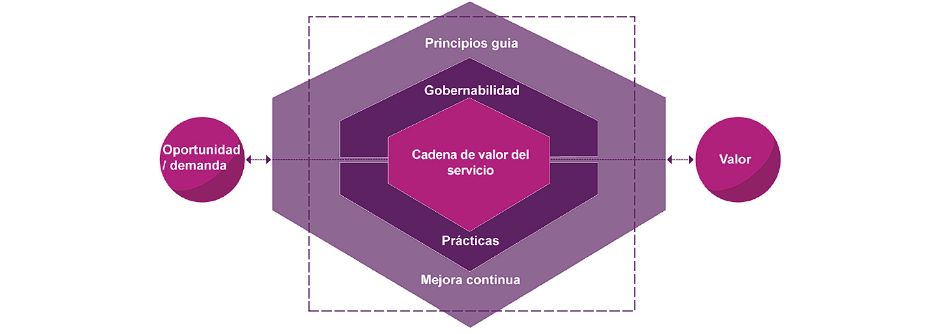 Principios guia
Gobernabilidad
Oportunidad
/ demanda
Cadena de valor del
servicio
Valor
Prácticas
Mejora continua